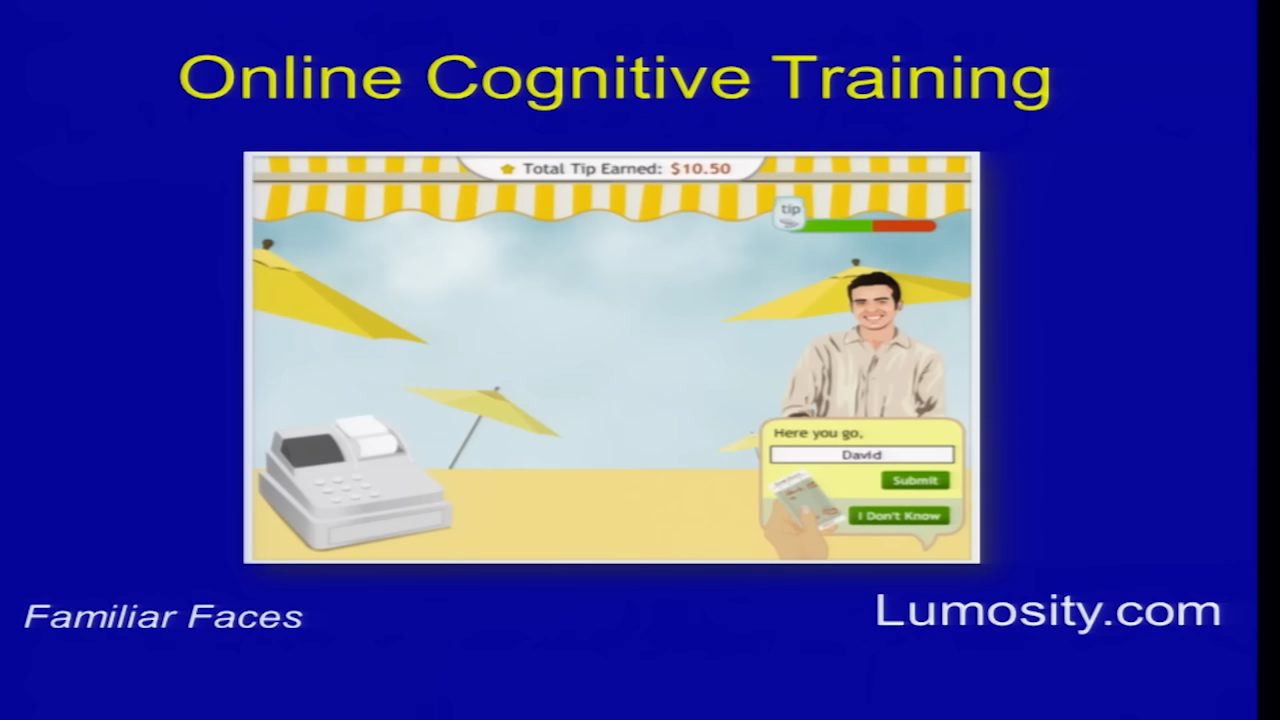 Online Cognitive Training
Total Tip Earned: $10.50
tip
Here you go,
David
Submit
I Don't Know
Familiar Faces
Lumosity.com